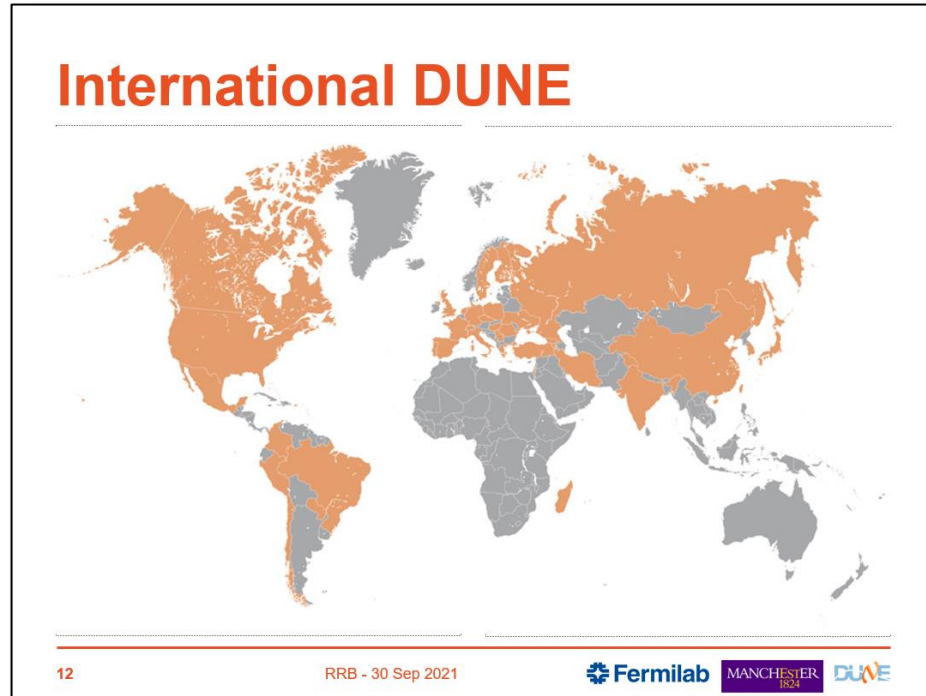 International DUNE
12
RRB - 30 Sep 2021
Fermilab
MANCHESTER
1824
DUNE